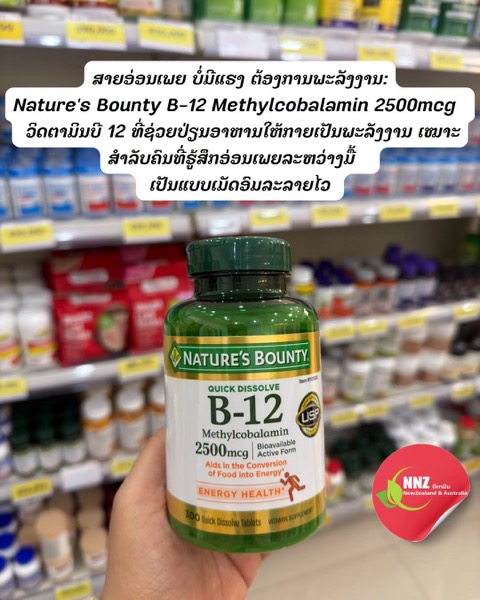 ສາຍອ່ອນເພຍ ບໍ່ມີແຮງ ຕ້ອງການພະລັງງານ:
Nature's Bounty B-12 Methylcobalamin 2500mcg
ວິດຕາມິນບີ 12 ທີ່ຊ່ວຍປ່ຽນອາຫານໃຫ້ກາຍເປັນພະລັງງານ ເໝາະ
ສຳລັບຄົນທີ່ຮູ້ສຶກອ່ອນເພຍລະຫວ່າງມື້
ເປັນແບບເມັດອົມລະລາຍໄວ
NATURE'S BOUNTY
QUICK DISSOLVE
B-12
Methylcobalamin
2500mcg
Bioavailable
Active Form
USP
Aids in the Conversion
of Food into Energy
ENERGY HEALTH
300 Quick Dissolve Tablets
VITAMIN SUPPLEMENT
NNZ
NewZealand & Australia